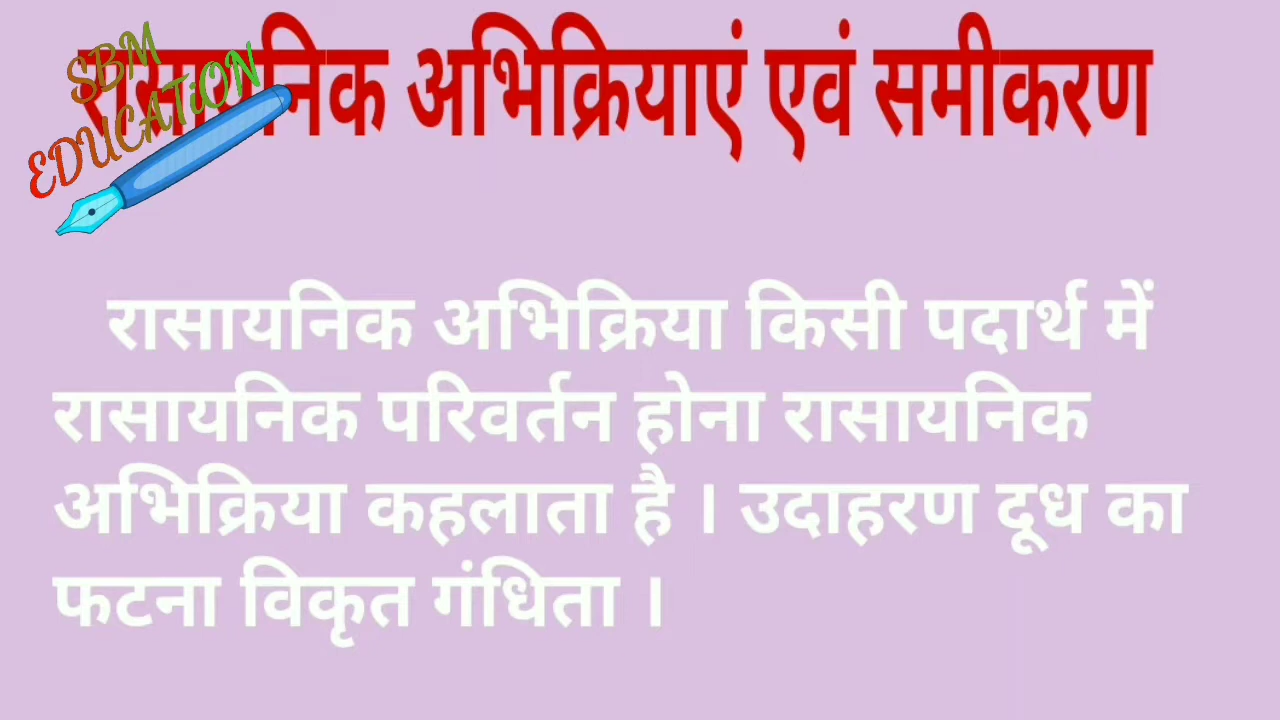 रासायनिक अभिक्रियाएं एवं समीकरण
SBM
EDUCATiON
रासायनिक अभिक्रिया किसी पदार्थ में
रासायनिक परिवर्तन होना रासायनिक
अभिक्रिया कहलाता है । उदाहरण दूध का
फटना विकृत गंधिता ।